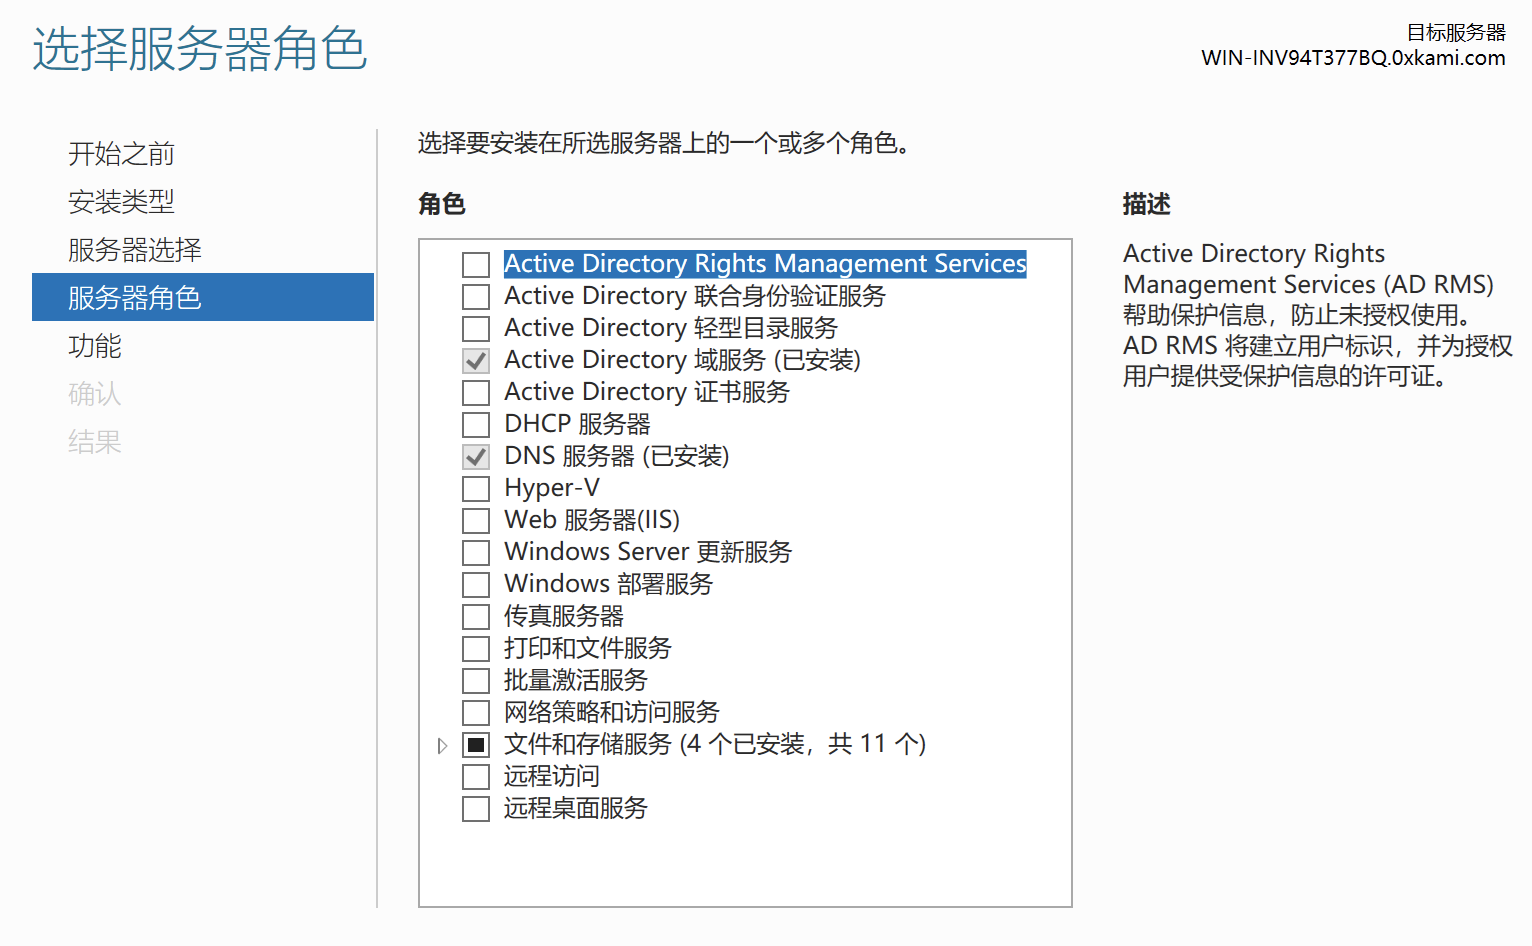 选择服务器角色
目标服务器
WIN-INV94T377BQ.0xkami.com
开始之前
安装类型
服务器选择
服务器角色
功能
确认
结果
选择要安装在所选服务器上的一个或多个角色。
角色
Active Directory Rights Management Services
Active Directory 联合身份验证服务
Active Directory 轻型目录服务
Active Directory 域服务 (已安装)
Active Directory 证书服务
DHCP 服务器
DNS 服务器 (已安装)
Hyper-V
Web 服务器(IIS)
Windows Server 更新服务
Windows 部署服务
传真服务器
打印和文件服务
批量激活服务
网络策略和访问服务
文件和存储服务 (4 个已安装，共 11 个)
远程访问
远程桌面服务
描述
Active Directory Rights
Management Services (AD RMS)
帮助保护信息，防止未授权使用。
AD RMS 将建立用户标识，并为授权
用户提供受保护信息的许可证。